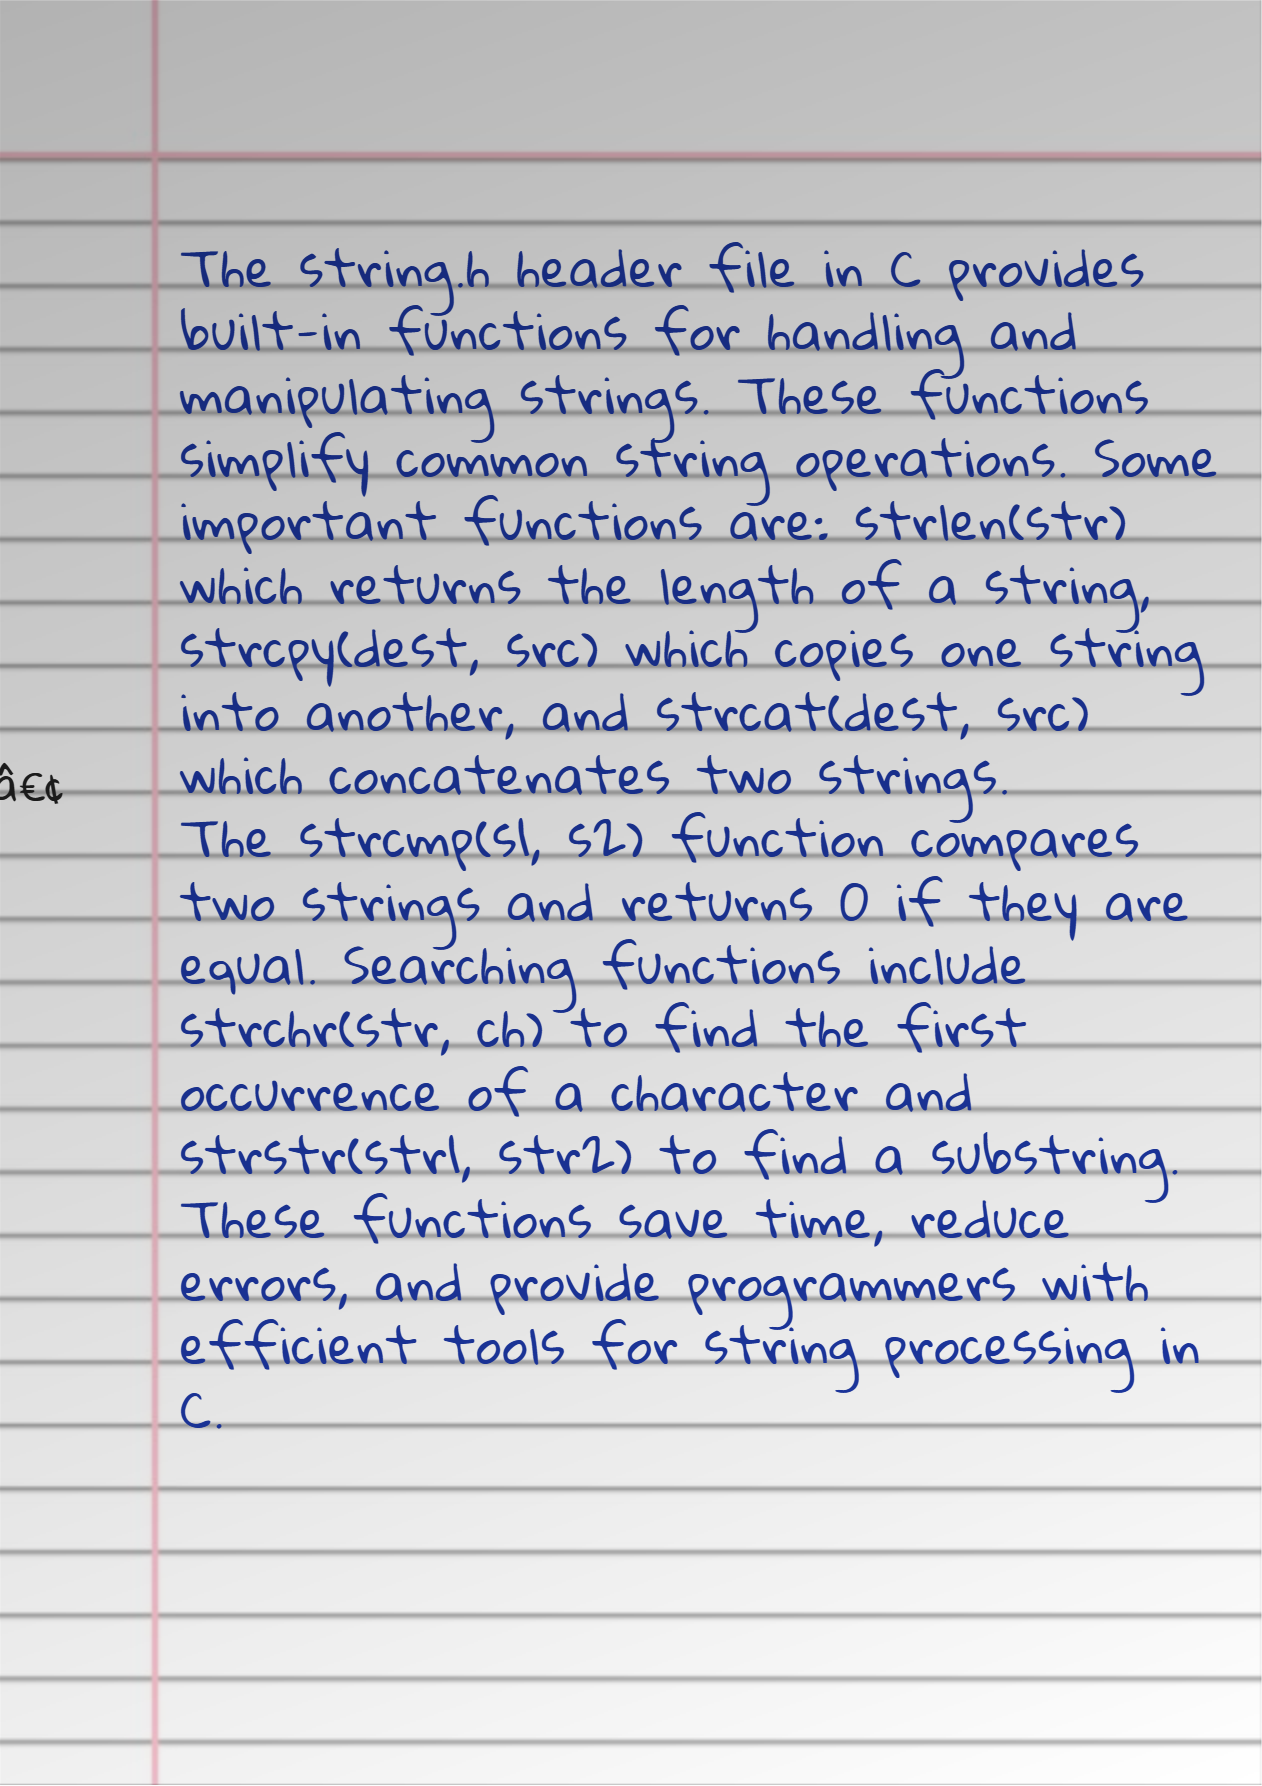 The string.h header file in C provides
built-in functions for handling and
manipulating strings. These functions
simplify common string operations. Some
important functions are: strlen(str)
which returns the length of a string,
strcpy(dest, src) which copies one string
into another, and strcat(dest, src)
â€¢ which concatenates two strings.
The strcmp(s1, s2) function compares
two strings and returns 0 if they are
equal. Searching functions include
strchr(str, ch) to find the first
occurrence of a character and
strstr(str1, str2) to find a substring.
These functions save time, reduce
errors, and provide programmers with
efficient tools for string processing in
C.